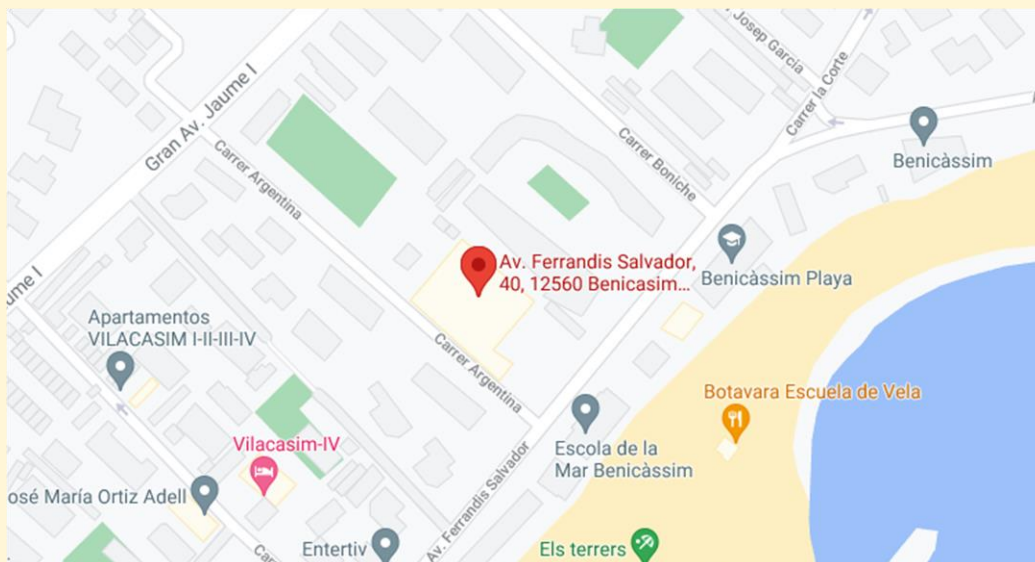 Josep Garcia
Carrer la Corte
Gran Av. Jaume I
Carrer Argentina
Carrer Boniche
Benicàssim
Av. Ferrandis Salvador,
40, 12560 Benicasim...
Benicàssim Playa
ume I
Apartamentos
VILACASIM I-II-III-IV
Carrer Argentina
Botavara Escuela de Vela
Vilacasim-IV
Escola de la
Mar Benicàssim
osé María Ortiz Adell
Av. Ferrandis Salvador
Entertiv
Els terrers